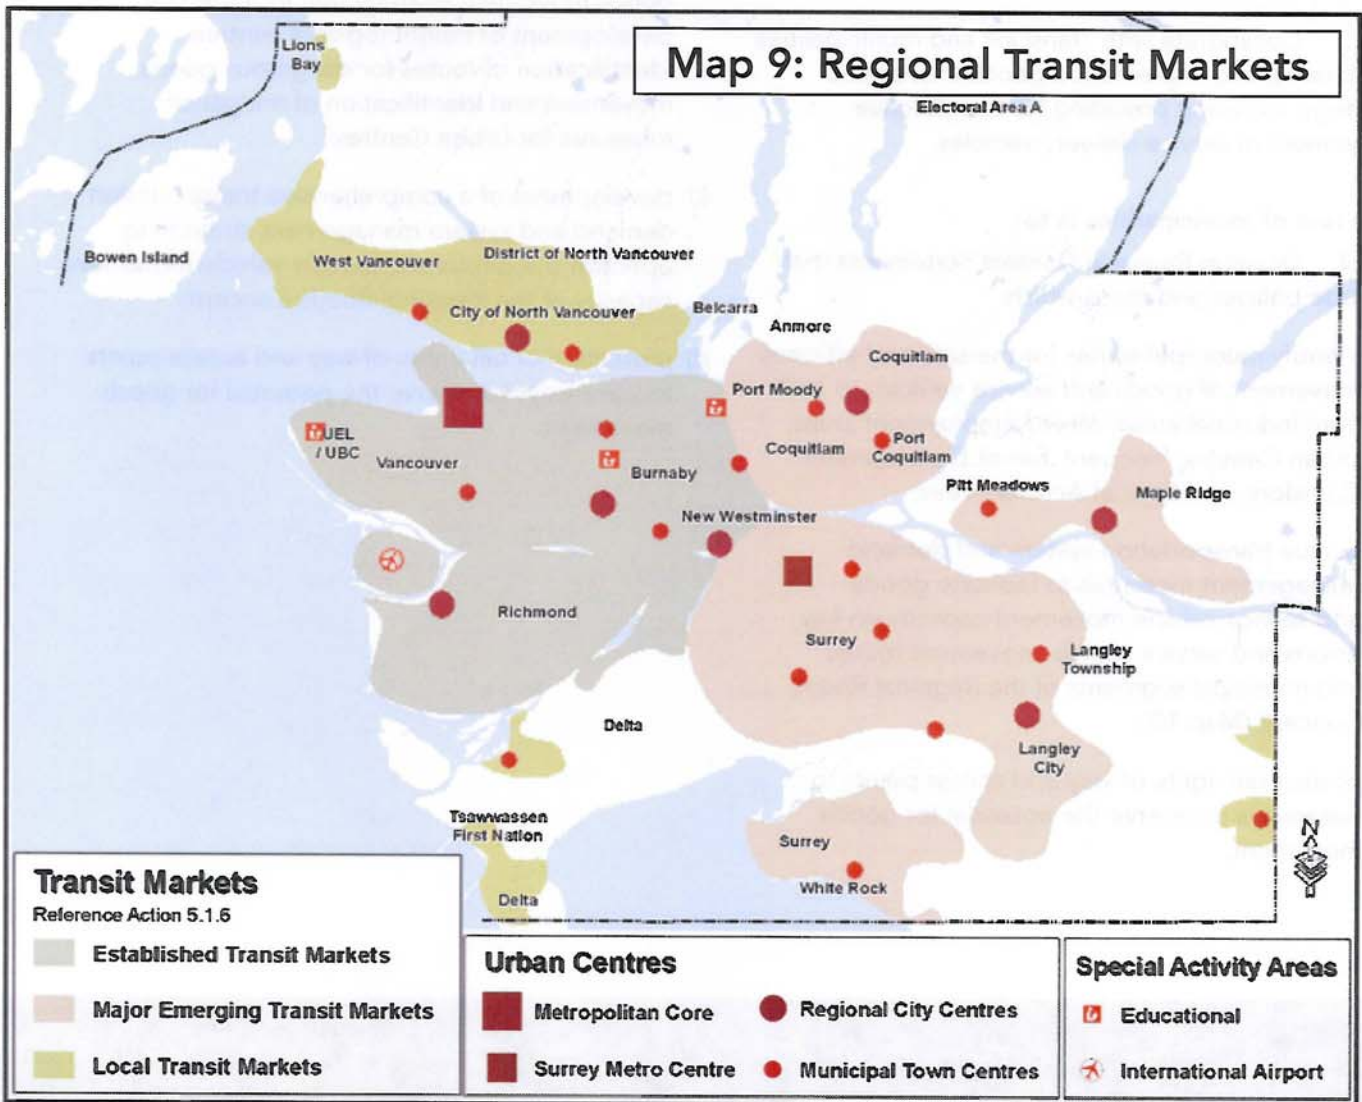 Map 9: Regional Transit Markets
Lions
Bay
Electoral Area A
Bowen Island
West Vancouver
District of North Vancouver
City of North Vancouver
Belcarra
Anmore
Coquitlam
Port Moody
UEL
/ UBC
Vancouver
Burnaby
Coquitlam
Port
Coquitlam
Pitt Meadows
Maple Ridge
New Westminster
Richmond
Surrey
Langley
Township
Delta
Langley
City
Tsawwassen
First Nation
Surrey
White Rock
Delta
N
Transit Markets
Reference Action 5.1.6
Established Transit Markets
Major Emerging Transit Markets
Local Transit Markets
Urban Centres
Metropolitan Core
Regional City Centres
Surrey Metro Centre
Municipal Town Centres
Special Activity Areas
Educational
International Airport